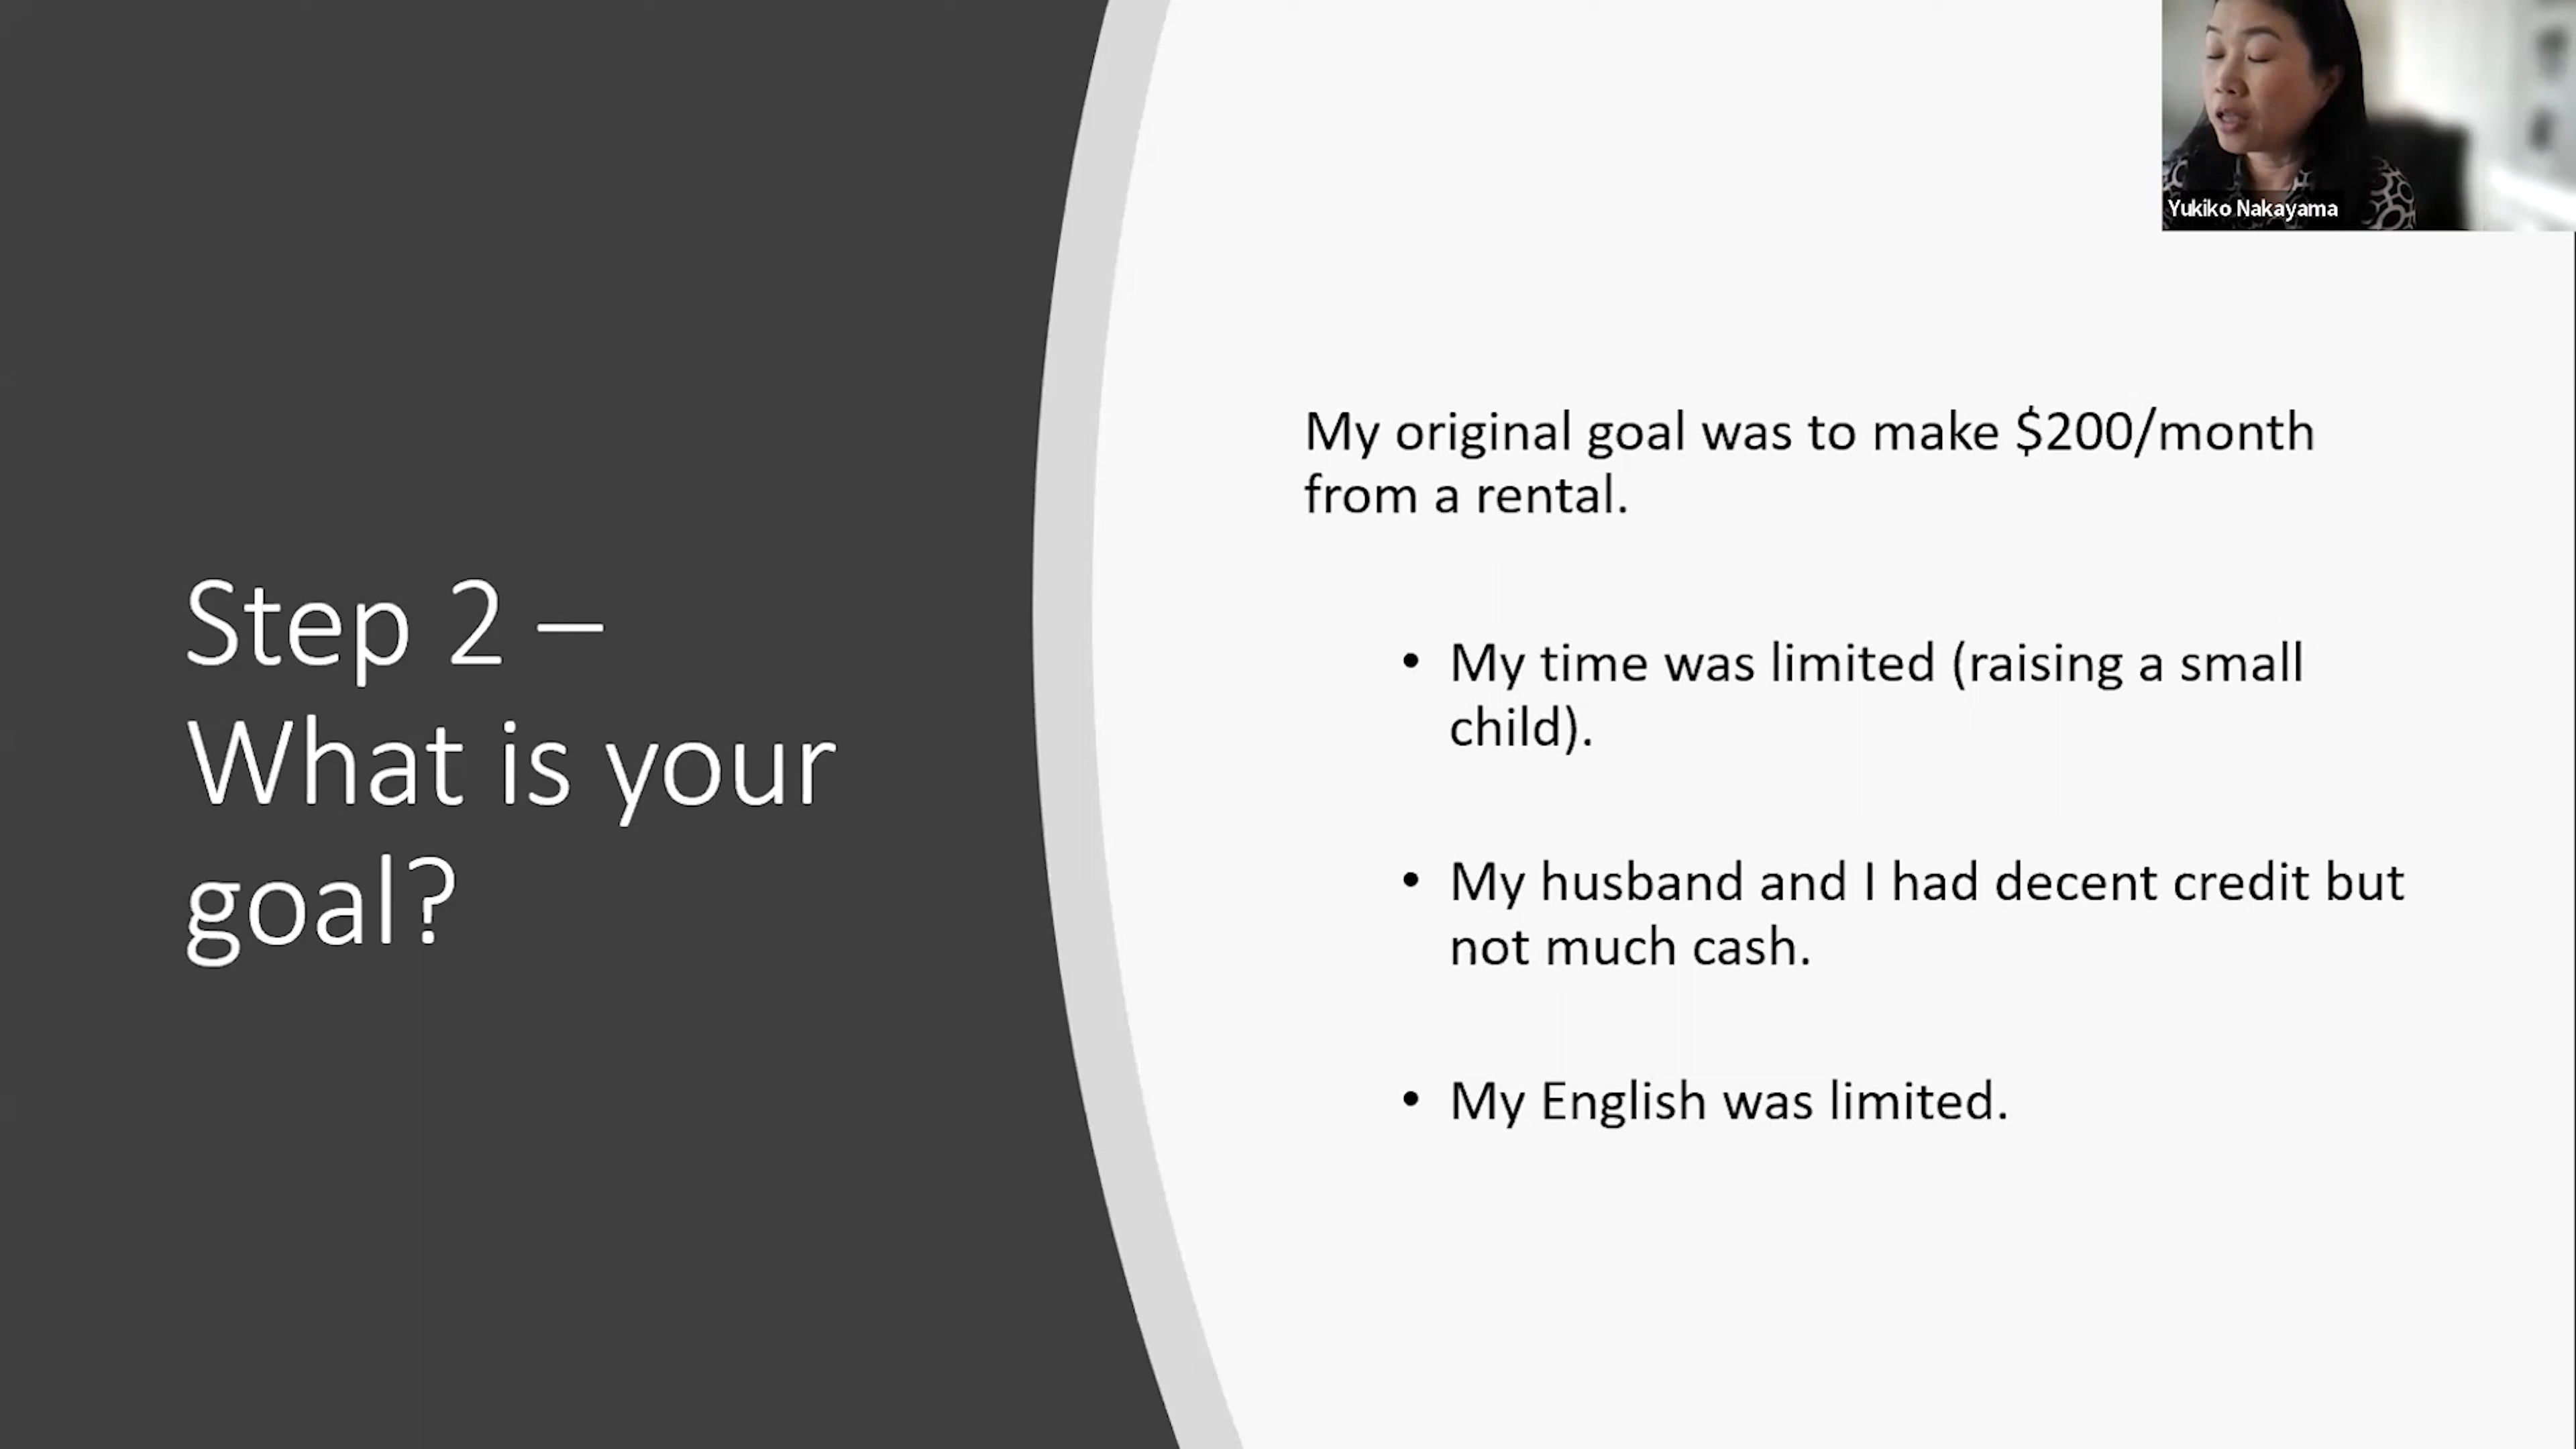 Step 2 –
What is your
goal?
My original goal was to make $200/month
from a rental.
• My time was limited (raising a small
child).
• My husband and I had decent credit but
not much cash.
• My English was limited.
Yukiko Nakayama